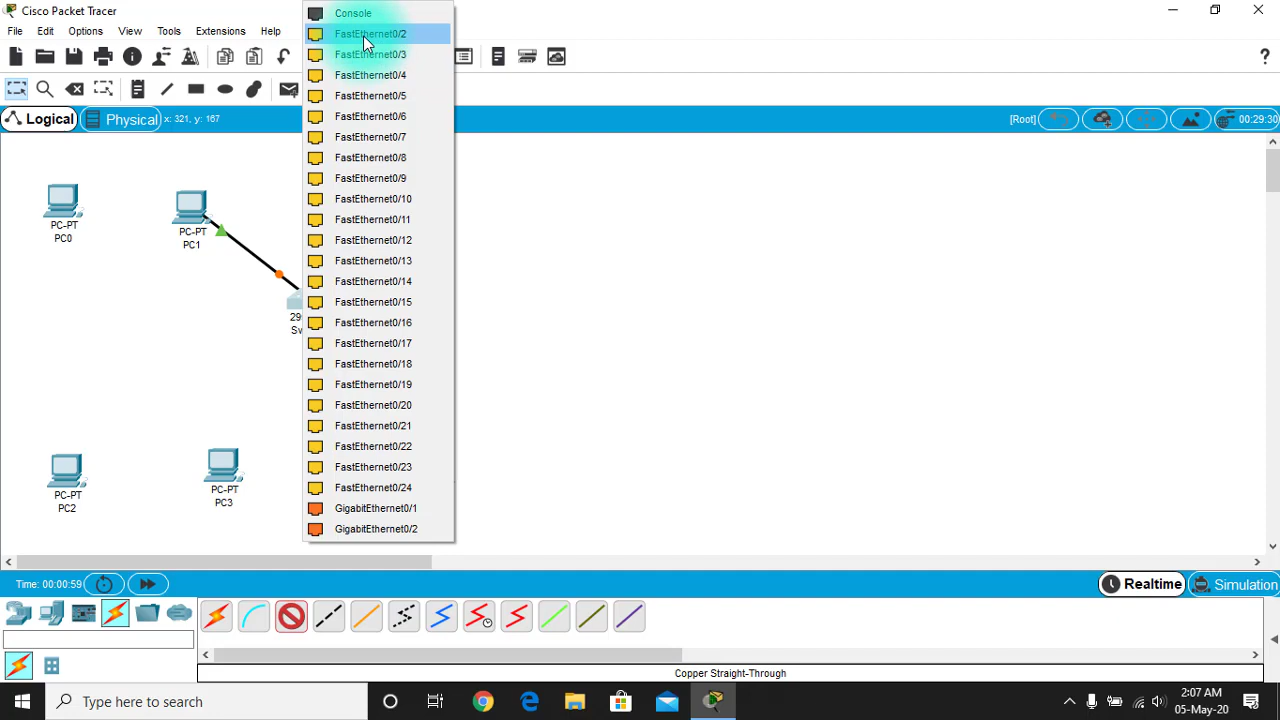 Cisco Packet Tracer
File Edit Options View Tools Extensions Help
Logical
Physical
x: 321, y: 167
[Root]
00:29:30
Console
FastEthernet0/2
FastEthernet0/3
FastEthernet0/4
FastEthernet0/5
FastEthernet0/6
FastEthernet0/7
FastEthernet0/8
FastEthernet0/9
FastEthernet0/10
FastEthernet0/11
FastEthernet0/12
FastEthernet0/13
FastEthernet0/14
FastEthernet0/15
FastEthernet0/16
FastEthernet0/17
FastEthernet0/18
FastEthernet0/19
FastEthernet0/20
FastEthernet0/21
FastEthernet0/22
FastEthernet0/23
FastEthernet0/24
GigabitEthernet0/1
GigabitEthernet0/2
PC-PT
PC0
PC-PT
PC1
29
Sw
PC-PT
PC2
PC-PT
PC3
Time: 00:00:59
Realtime
Simulation
Copper Straight-Through
Type here to search
2:07 AM
05-May-20